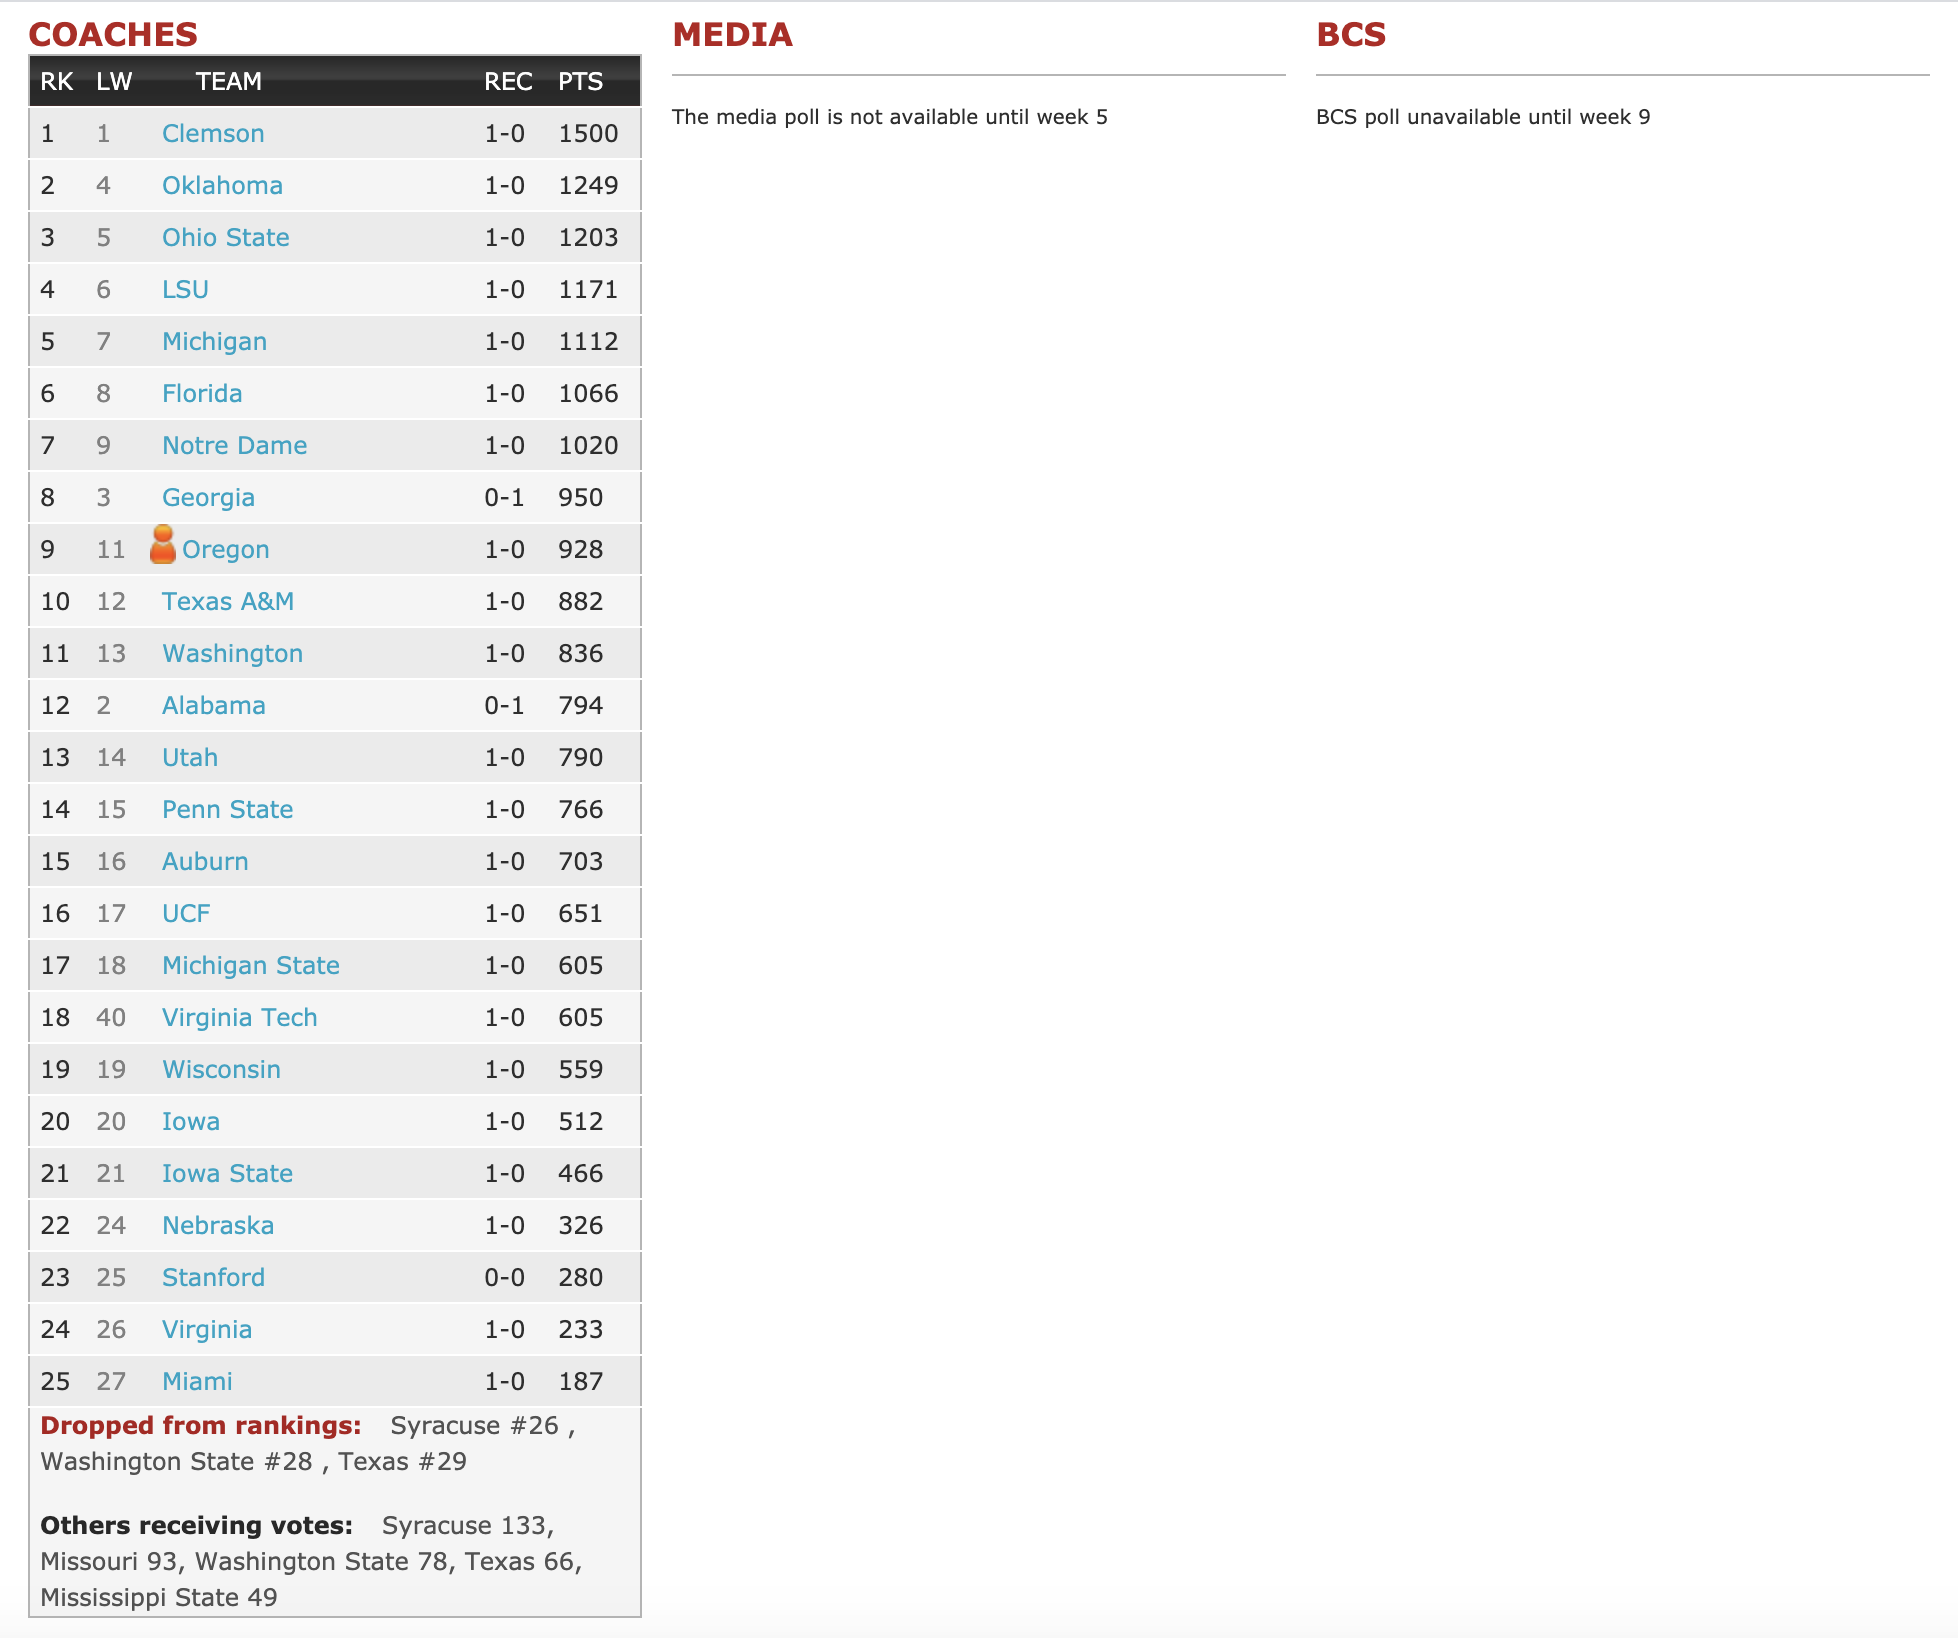 COACHES
RK LW TEAM REC PTS
1 1 Clemson 1-0 1500
2 4 Oklahoma 1-0 1249
3 5 Ohio State 1-0 1203
4 6 LSU 1-0 1171
5 7 Michigan 1-0 1112
6 8 Florida 1-0 1066
7 9 Notre Dame 1-0 1020
8 3 Georgia 0-1 950
9 11 Oregon 1-0 928
10 12 Texas A&M 1-0 882
11 13 Washington 1-0 836
12 2 Alabama 0-1 794
13 14 Utah 1-0 790
14 15 Penn State 1-0 766
15 16 Auburn 1-0 703
16 17 UCF 1-0 651
17 18 Michigan State 1-0 605
18 40 Virginia Tech 1-0 605
19 19 Wisconsin 1-0 559
20 20 Iowa 1-0 512
21 21 Iowa State 1-0 466
22 24 Nebraska 1-0 326
23 25 Stanford 0-0 280
24 26 Virginia 1-0 233
25 27 Miami 1-0 187
Dropped from rankings: Syracuse #26 ,
Washington State #28 , Texas #29
Others receiving votes: Syracuse 133,
Missouri 93, Washington State 78, Texas 66,
Mississippi State 49
MEDIA
The media poll is not available until week 5
BCS
BCS poll unavailable until week 9